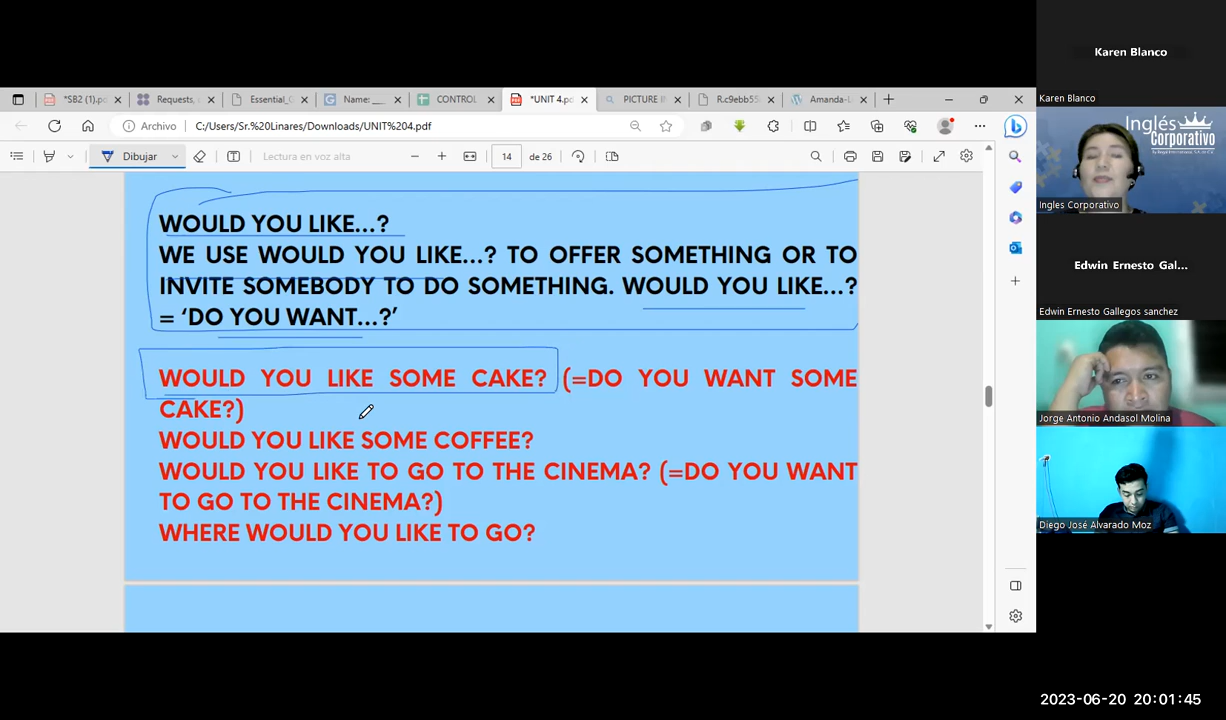 *SB2 (1).pc
Requests,
Essential_G
Name: ___
CONTROL
*UNIT 4.pd
PICTURE
R.c9ebb55
Amanda-L
Archivo
C:/Users/Sr.%20Linares/Downloads/UNIT%204.pdf
Dibujar
Lectura en voz alta
14
de 26
WOULD YOU LIKE...?
WE USE WOULD YOU LIKE...? TO OFFER SOMETHING OR TO
INVITE SOMEBODY TO DO SOMETHING. WOULD YOU LIKE...?
= ‘DO YOU WANT...?’
WOULD YOU LIKE SOME CAKE? (=DO YOU WANT SOME
CAKE?)
WOULD YOU LIKE SOME COFFEE?
WOULD YOU LIKE TO GO TO THE CINEMA? (=DO YOU WANT
TO GO TO THE CINEMA?)
WHERE WOULD YOU LIKE TO GO?
Karen Blanco
Karen Blanco
Inglés
Corporativo
Ingles Corporativo
Edwin Ernesto Gal...
Edwin Ernesto Gallegos sanchez
Jorge Antonio Andasol Molina
Diego José Alvarado Moz
2023-06-20 20:01:45